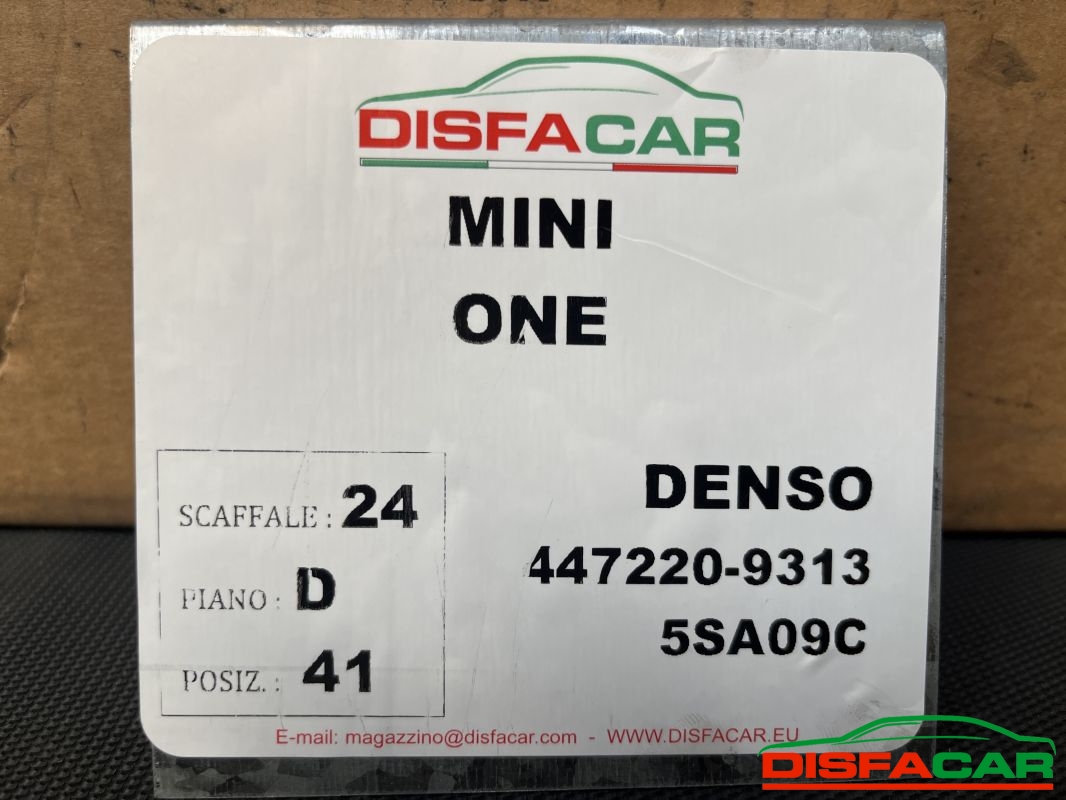 DISFACAR
MINI
ONE
SCAFFALE : 24
PIANO : D
POSIZ. : 41
DENSO
447220-9313
5SA09C
E-mail: magazzino@disfacar.com - WWW.DISFACAR.EU
DISFACAR